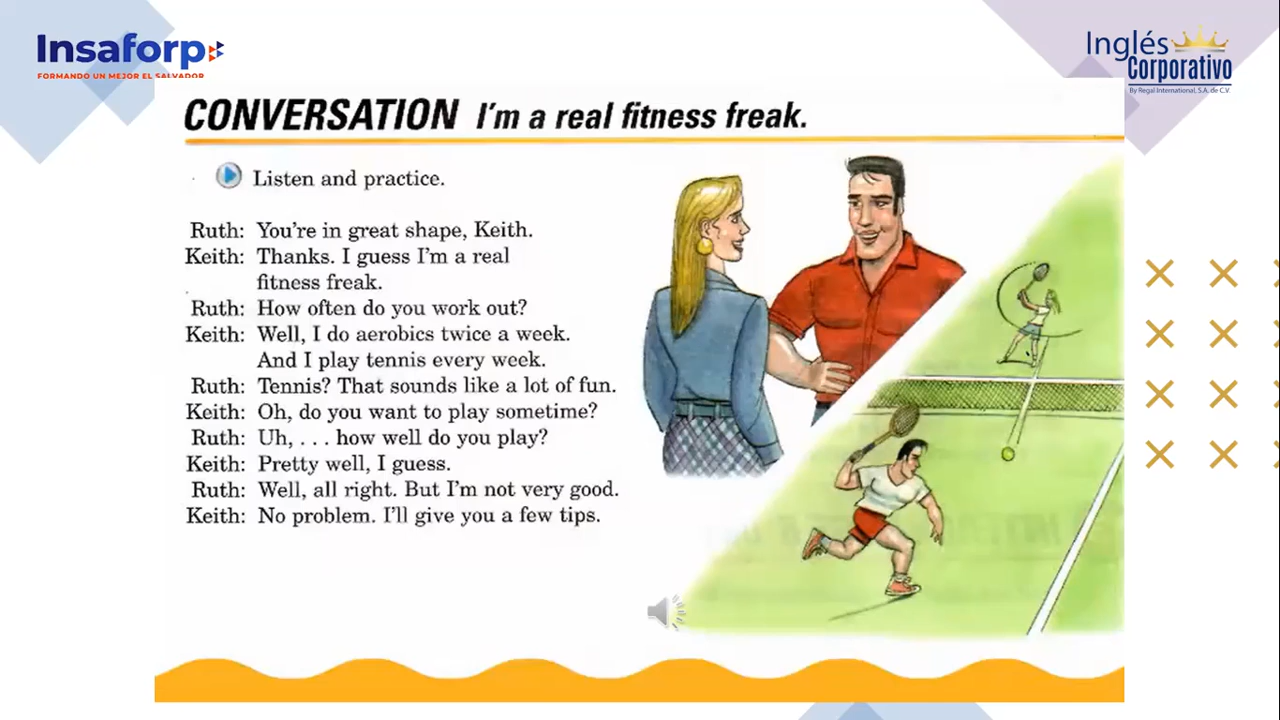 Insaforp
FORMANDO UN MEJOR EL SALVADOR
Inglés
Corporativo
By Regal International, S.A. de C.V.
CONVERSATION I'm a real fitness freak.
Listen and practice.
Ruth: You're in great shape, Keith.
Keith: Thanks. I guess I'm a real
fitness freak.
Ruth: How often do you work out?
Keith: Well, I do aerobics twice a week.
And I play tennis every week.
Ruth: Tennis? That sounds like a lot of fun.
Keith: Oh, do you want to play sometime?
Ruth: Uh, . . . how well do you play?
Keith: Pretty well, I guess.
Ruth: Well, all right. But I'm not very good.
Keith: No problem. I'll give you a few tips.